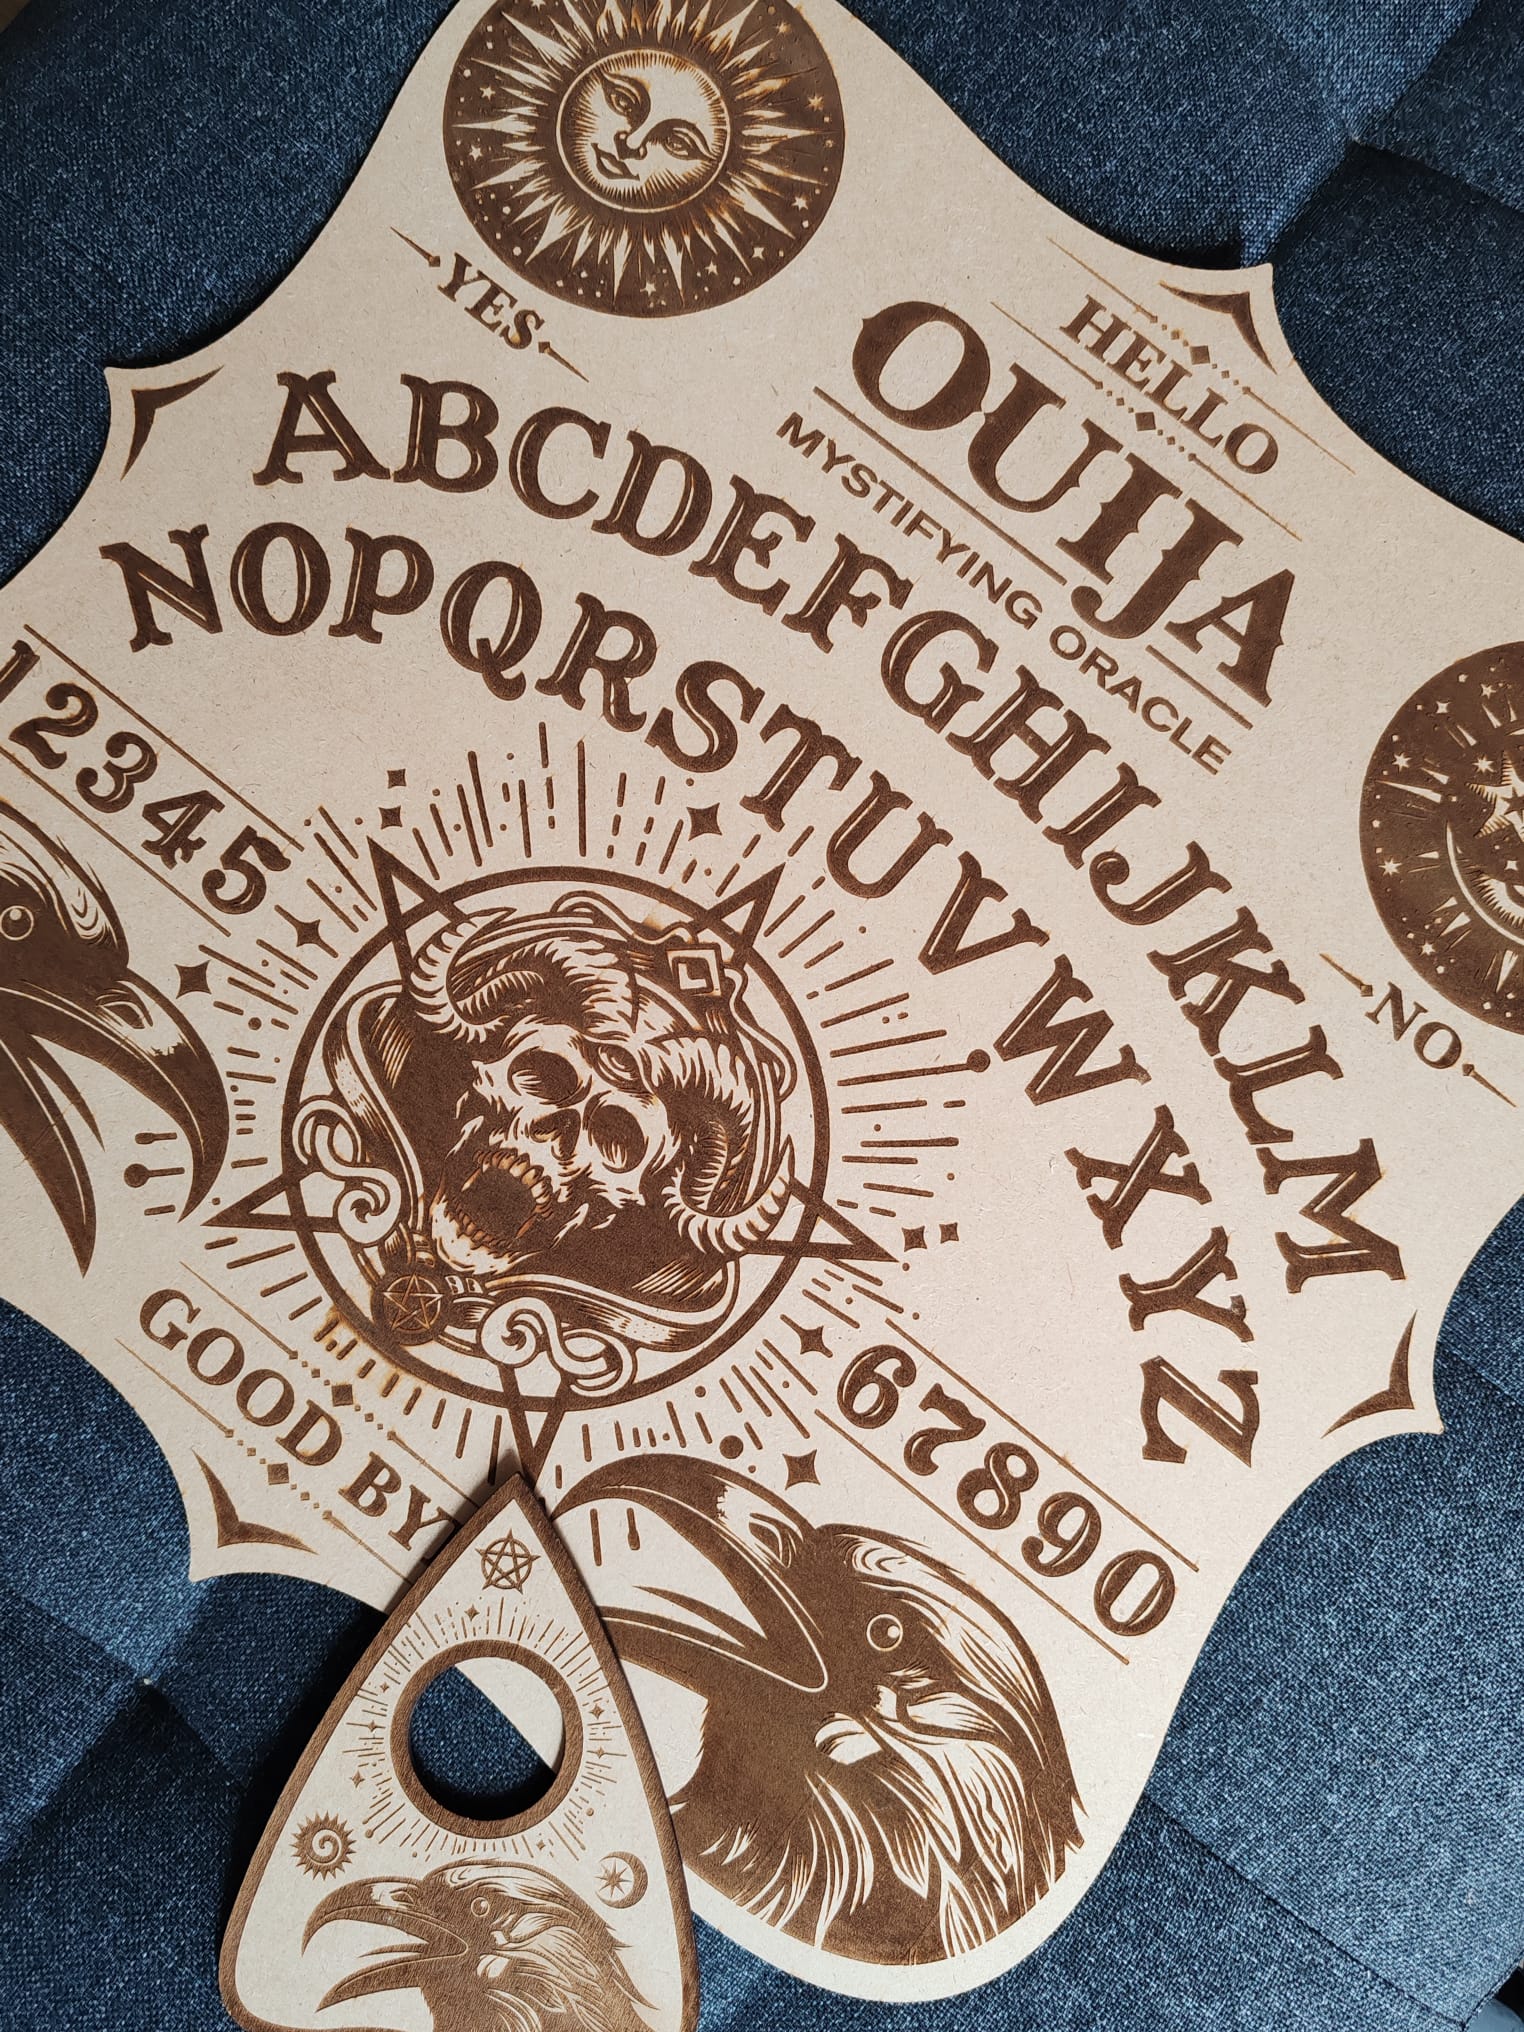 YES
HELLO
OUIJA
MYSTIFYING ORACLE
NO
ABCDEFGHIJKLM
NOPQRSTUVWXYZ
12345
67890
GOOD BY